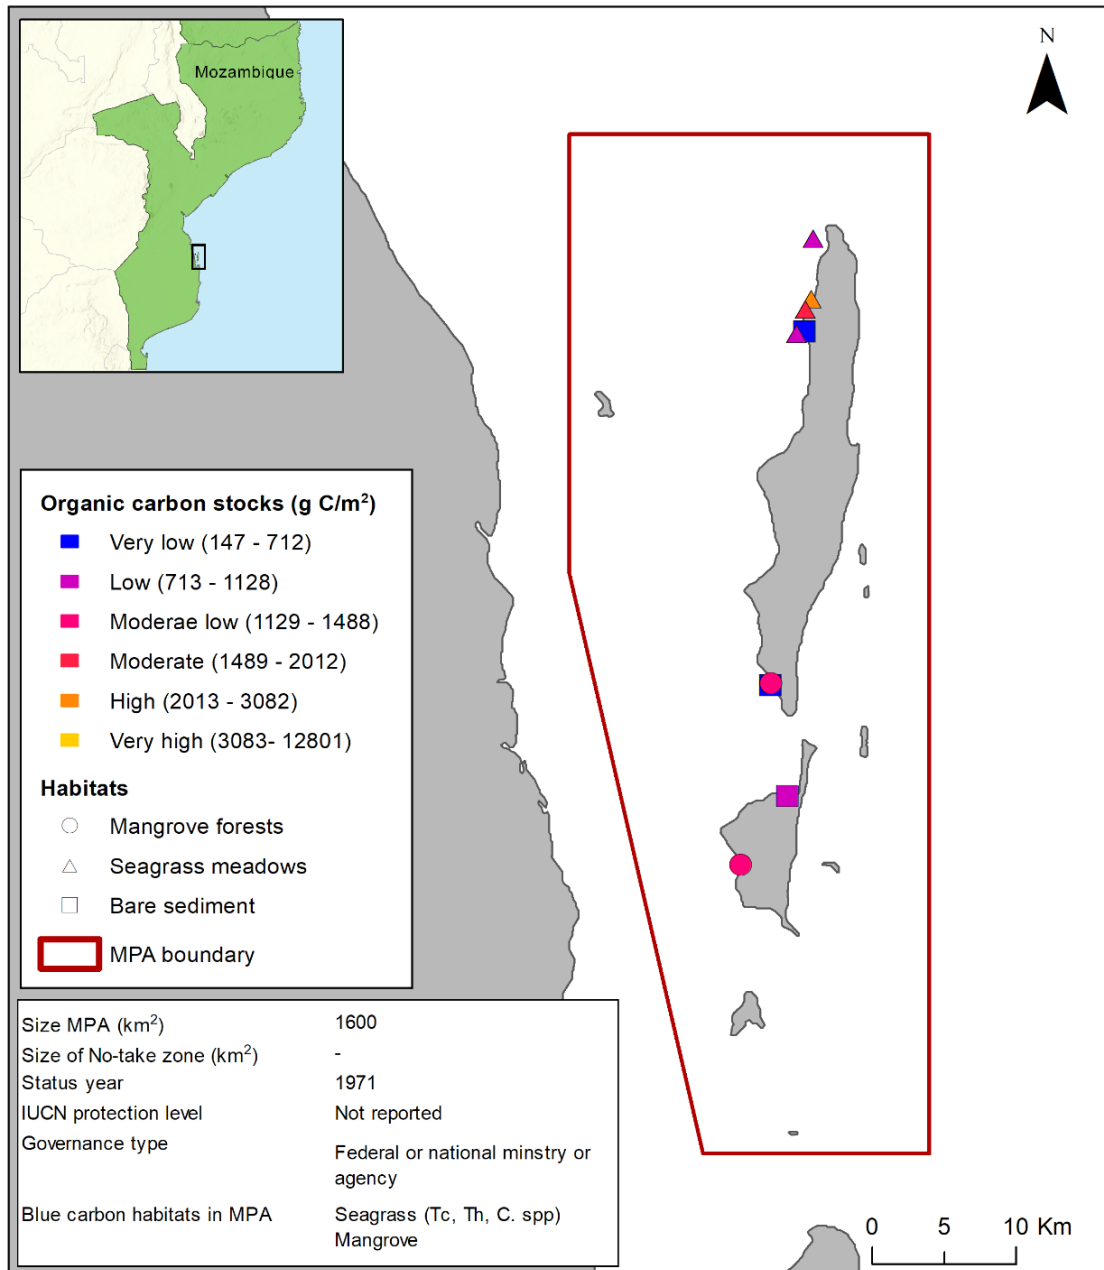 Mozambique
N
Organic carbon stocks (g C/m²)
Very low (147 - 712)
Low (713 - 1128)
Moderae low (1129 - 1488)
Moderate (1489 - 2012)
High (2013 - 3082)
Very high (3083- 12801)
Habitats
Mangrove forests
Seagrass meadows
Bare sediment
MPA boundary
Size MPA (km²) 1600
Size of No-take zone (km²) -
Status year 1971
IUCN protection level Not reported
Governance type Federal or national minstry or
agency
Blue carbon habitats in MPA Seagrass (Tc, Th, C. spp)
Mangrove
0 5 10 Km